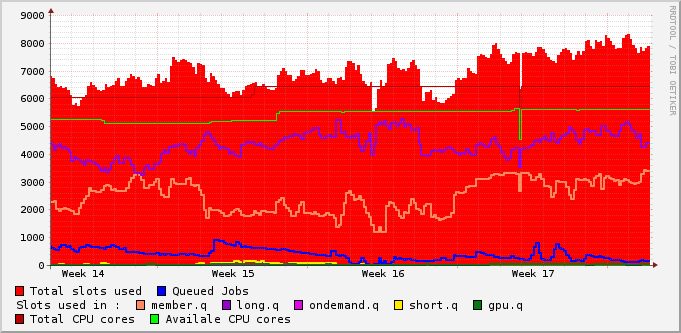 9000
8000
7000
6000
5000
4000
3000
2000
1000
0
Week 14 Week 15 Week 16 Week 17
Total slots used Queued Jobs
Slots used in : member.q long.q ondemand.q short.q gpu.q
Total CPU cores Availale CPU cores
RRDTOOL / TOBI OETIKER